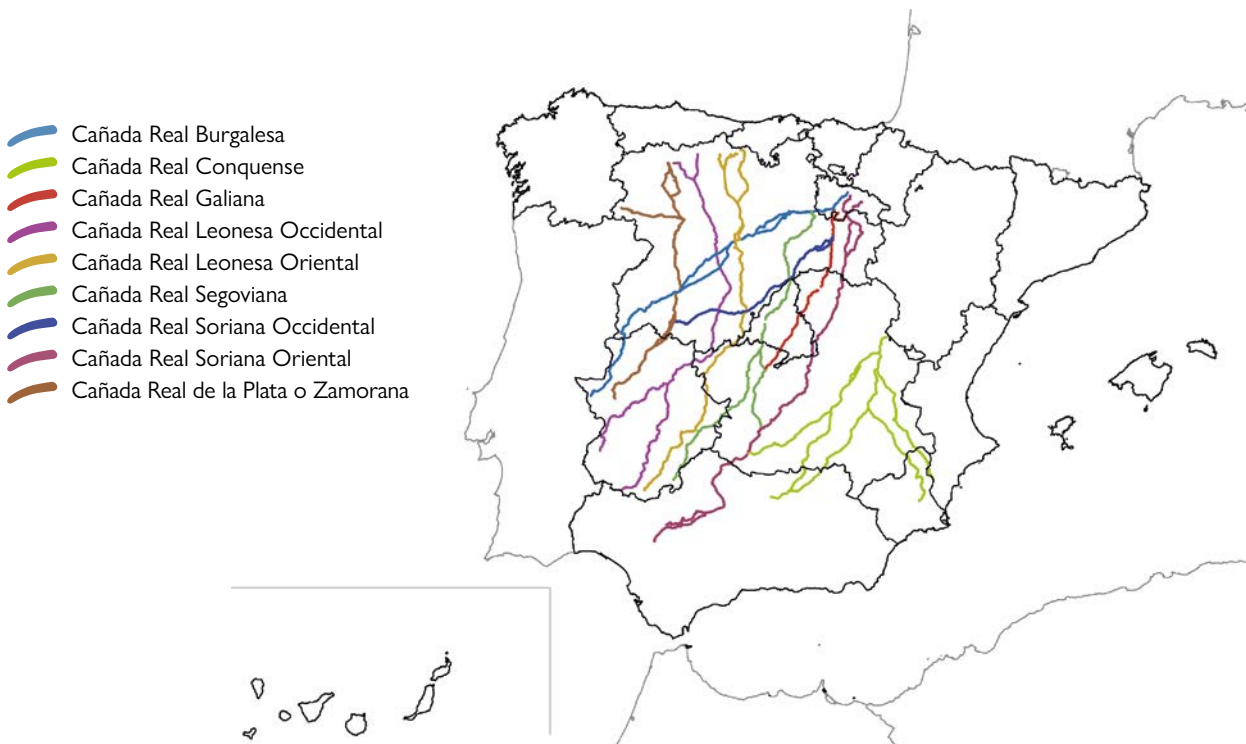 Cañada Real Burgalesa
Cañada Real Conquense
Cañada Real Galiana
Cañada Real Leonesa Occidental
Cañada Real Leonesa Oriental
Cañada Real Segoviana
Cañada Real Soriana Occidental
Cañada Real Soriana Oriental
Cañada Real de la Plata o Zamorana